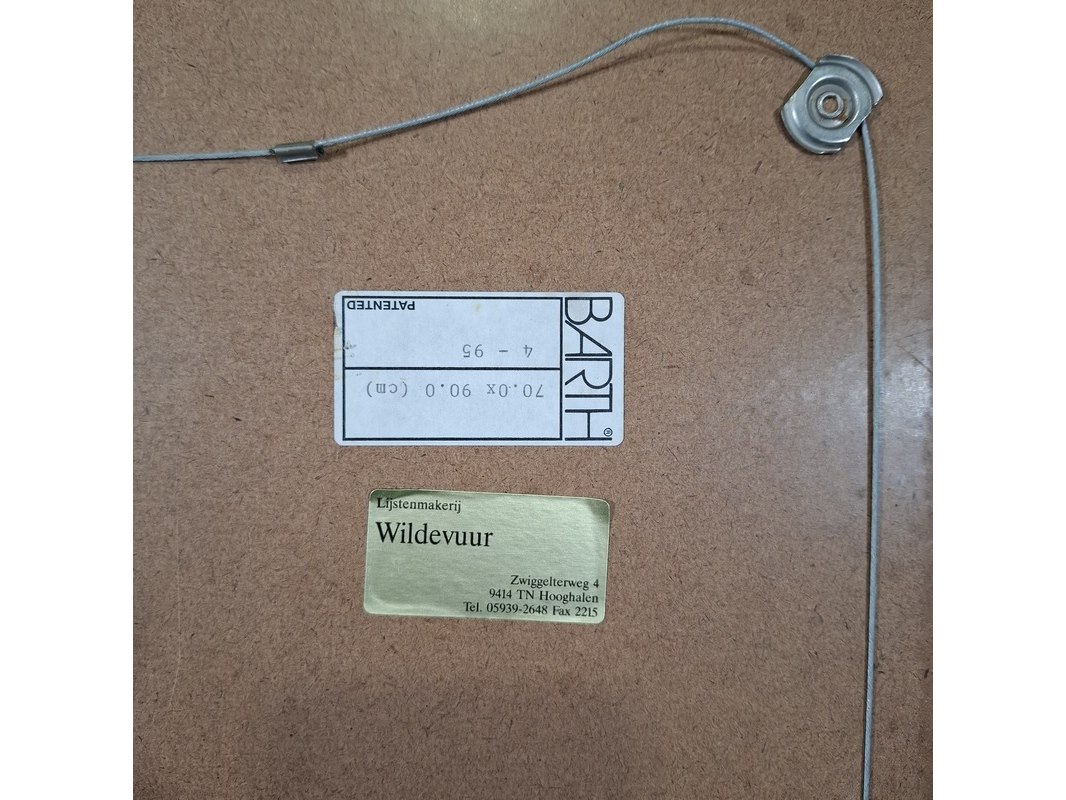 BARTH®
PATENTED
4 - 95
70.0x 90.0 (cm)
Lijstenmakerij
Wildevuur
Zwiggelterweg 4
9414 TN Hooghalen
Tel. 05939-2648 Fax 2215